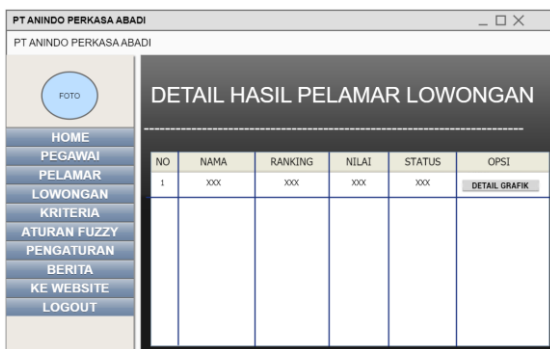 PT ANINDO PERKASA ABADI
PT ANINDO PERKASA ABADI
FOTO
HOME
PEGAWAI
PELAMAR
LOWONGAN
KRITERIA
ATURAN FUZZY
PENGATURAN
BERITA
KE WEBSITE
LOGOUT
DETAIL HASIL PELAMAR LOWONGAN
NO NAMA RANKING NILAI STATUS OPSI
1 XXX XXX XXX XXX DETAIL GRAFIK